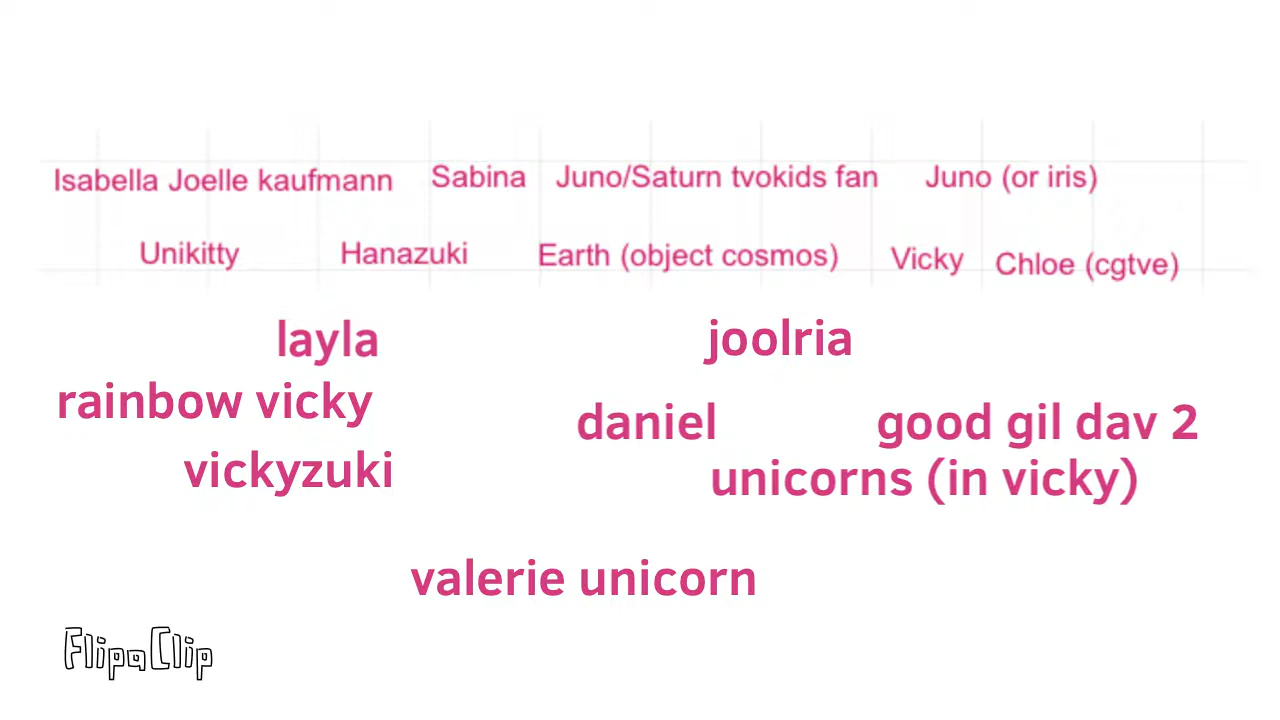 Isabella Joelle kaufmann Sabina Juno/Saturn tvokids fan Juno (or iris)
Unikitty Hanazuki Earth (object cosmos) Vicky Chloe (cgtve)
layla joolria
rainbow vicky daniel good gil dav 2
vickyzuki unicorns (in vicky)
valerie unicorn
FlipaClip